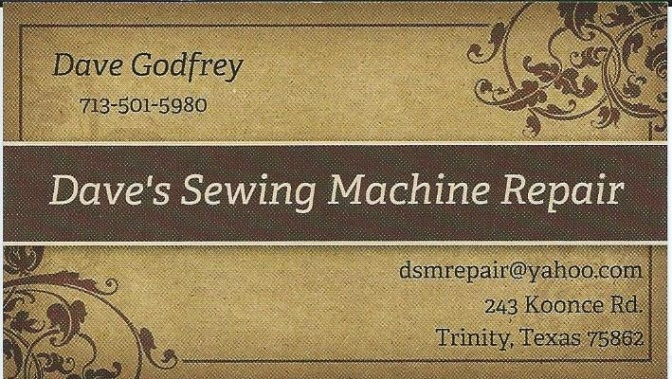 Dave Godfrey
713-501-5980
Dave's Sewing Machine Repair
dsmrepair@yahoo.com
243 Koonce Rd.
Trinity, Texas 75862